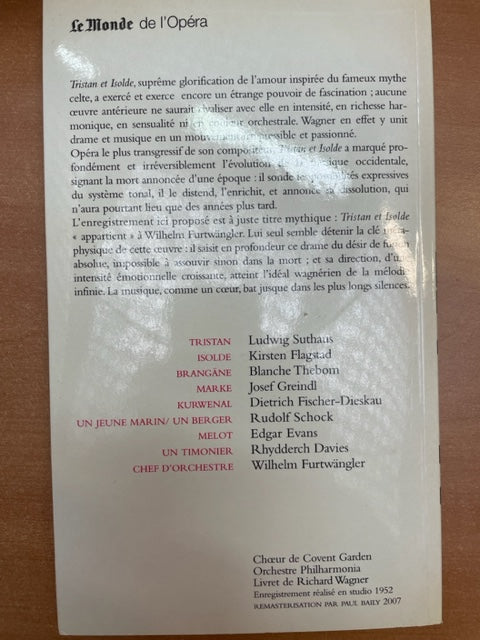 Le Monde de l'Opéra
Tristan et Isolde, suprême glorification de l'amour inspirée du fameux mythe
celte, a exercé et exerce encore un étrange pouvoir de fascination ; aucune
œuvre antérieure ne saurait rivaliser avec elle en intensité, en richesse har-
monique, en sensualité ni en couleur orchestrale. Wagner en effet y unit
drame et musique en un mouvement et passionné.
Opéra le plus transgressif de son compositeur, Tristan et Isolde a marqué pro-
fondément et irréversiblement l'évolution de la musique occidentale,
signant la mort annoncée d'une époque : il sonde les expressives
du système tonal, il le distend, l'enrichit, et annonce sa dissolution, qui
n'aura pourtant lieu que des années plus tard.
L'enregistrement ici proposé est à juste titre mythique : Tristan et Isolde
« appartient » à Wilhelm Furtwängler. Lui seul semble détenir la clé méta-
physique de cette œuvre : il saisit en profondeur ce drame du désir de fusion
absolue, impossible à assouvir sinon dans la mort ; et sa direction, d'une
intensité émotionnelle croissante, atteint l'idéal wagnérien de la mélodie
infinie. La musique, comme un cœur, bat jusque dans les plus longs silences.
TRISTAN Ludwig Suthaus
ISOLDE Kirsten Flagstad
BRANGÄNE Blanche Thebom
MARKE Josef Greindl
KURWENAL Dietrich Fischer-Dieskau
UN JEUNE MARIN/ UN BERGER Rudolf Schock
MELOT Edgar Evans
UN TIMONIER Rhydderch Davies
CHEF D'ORCHESTRE Wilhelm Furtwängler
Chœur de Covent Garden
Orchestre Philharmonia
Livret de Richard Wagner
Enregistrement réalisé en studio 1952
REMASTERISATION PAR PAUL BAILY 2007